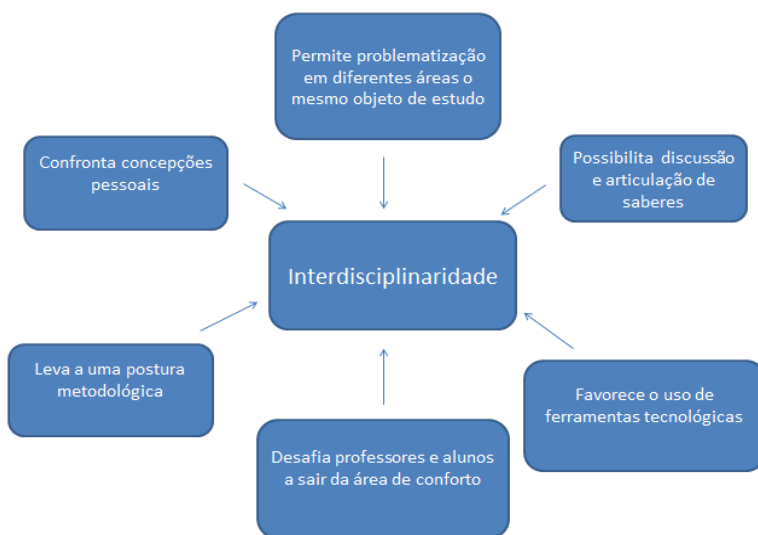 Permite problematização
em diferentes áreas o
mesmo objeto de estudo
Confronta concepções
pessoais
Possibilita discussão
e articulação de
saberes
Interdisciplinaridade
Leva a uma postura
metodológica
Favorece o uso de
ferramentas tecnológicas
Desafia professores e alunos
a sair da área de conforto